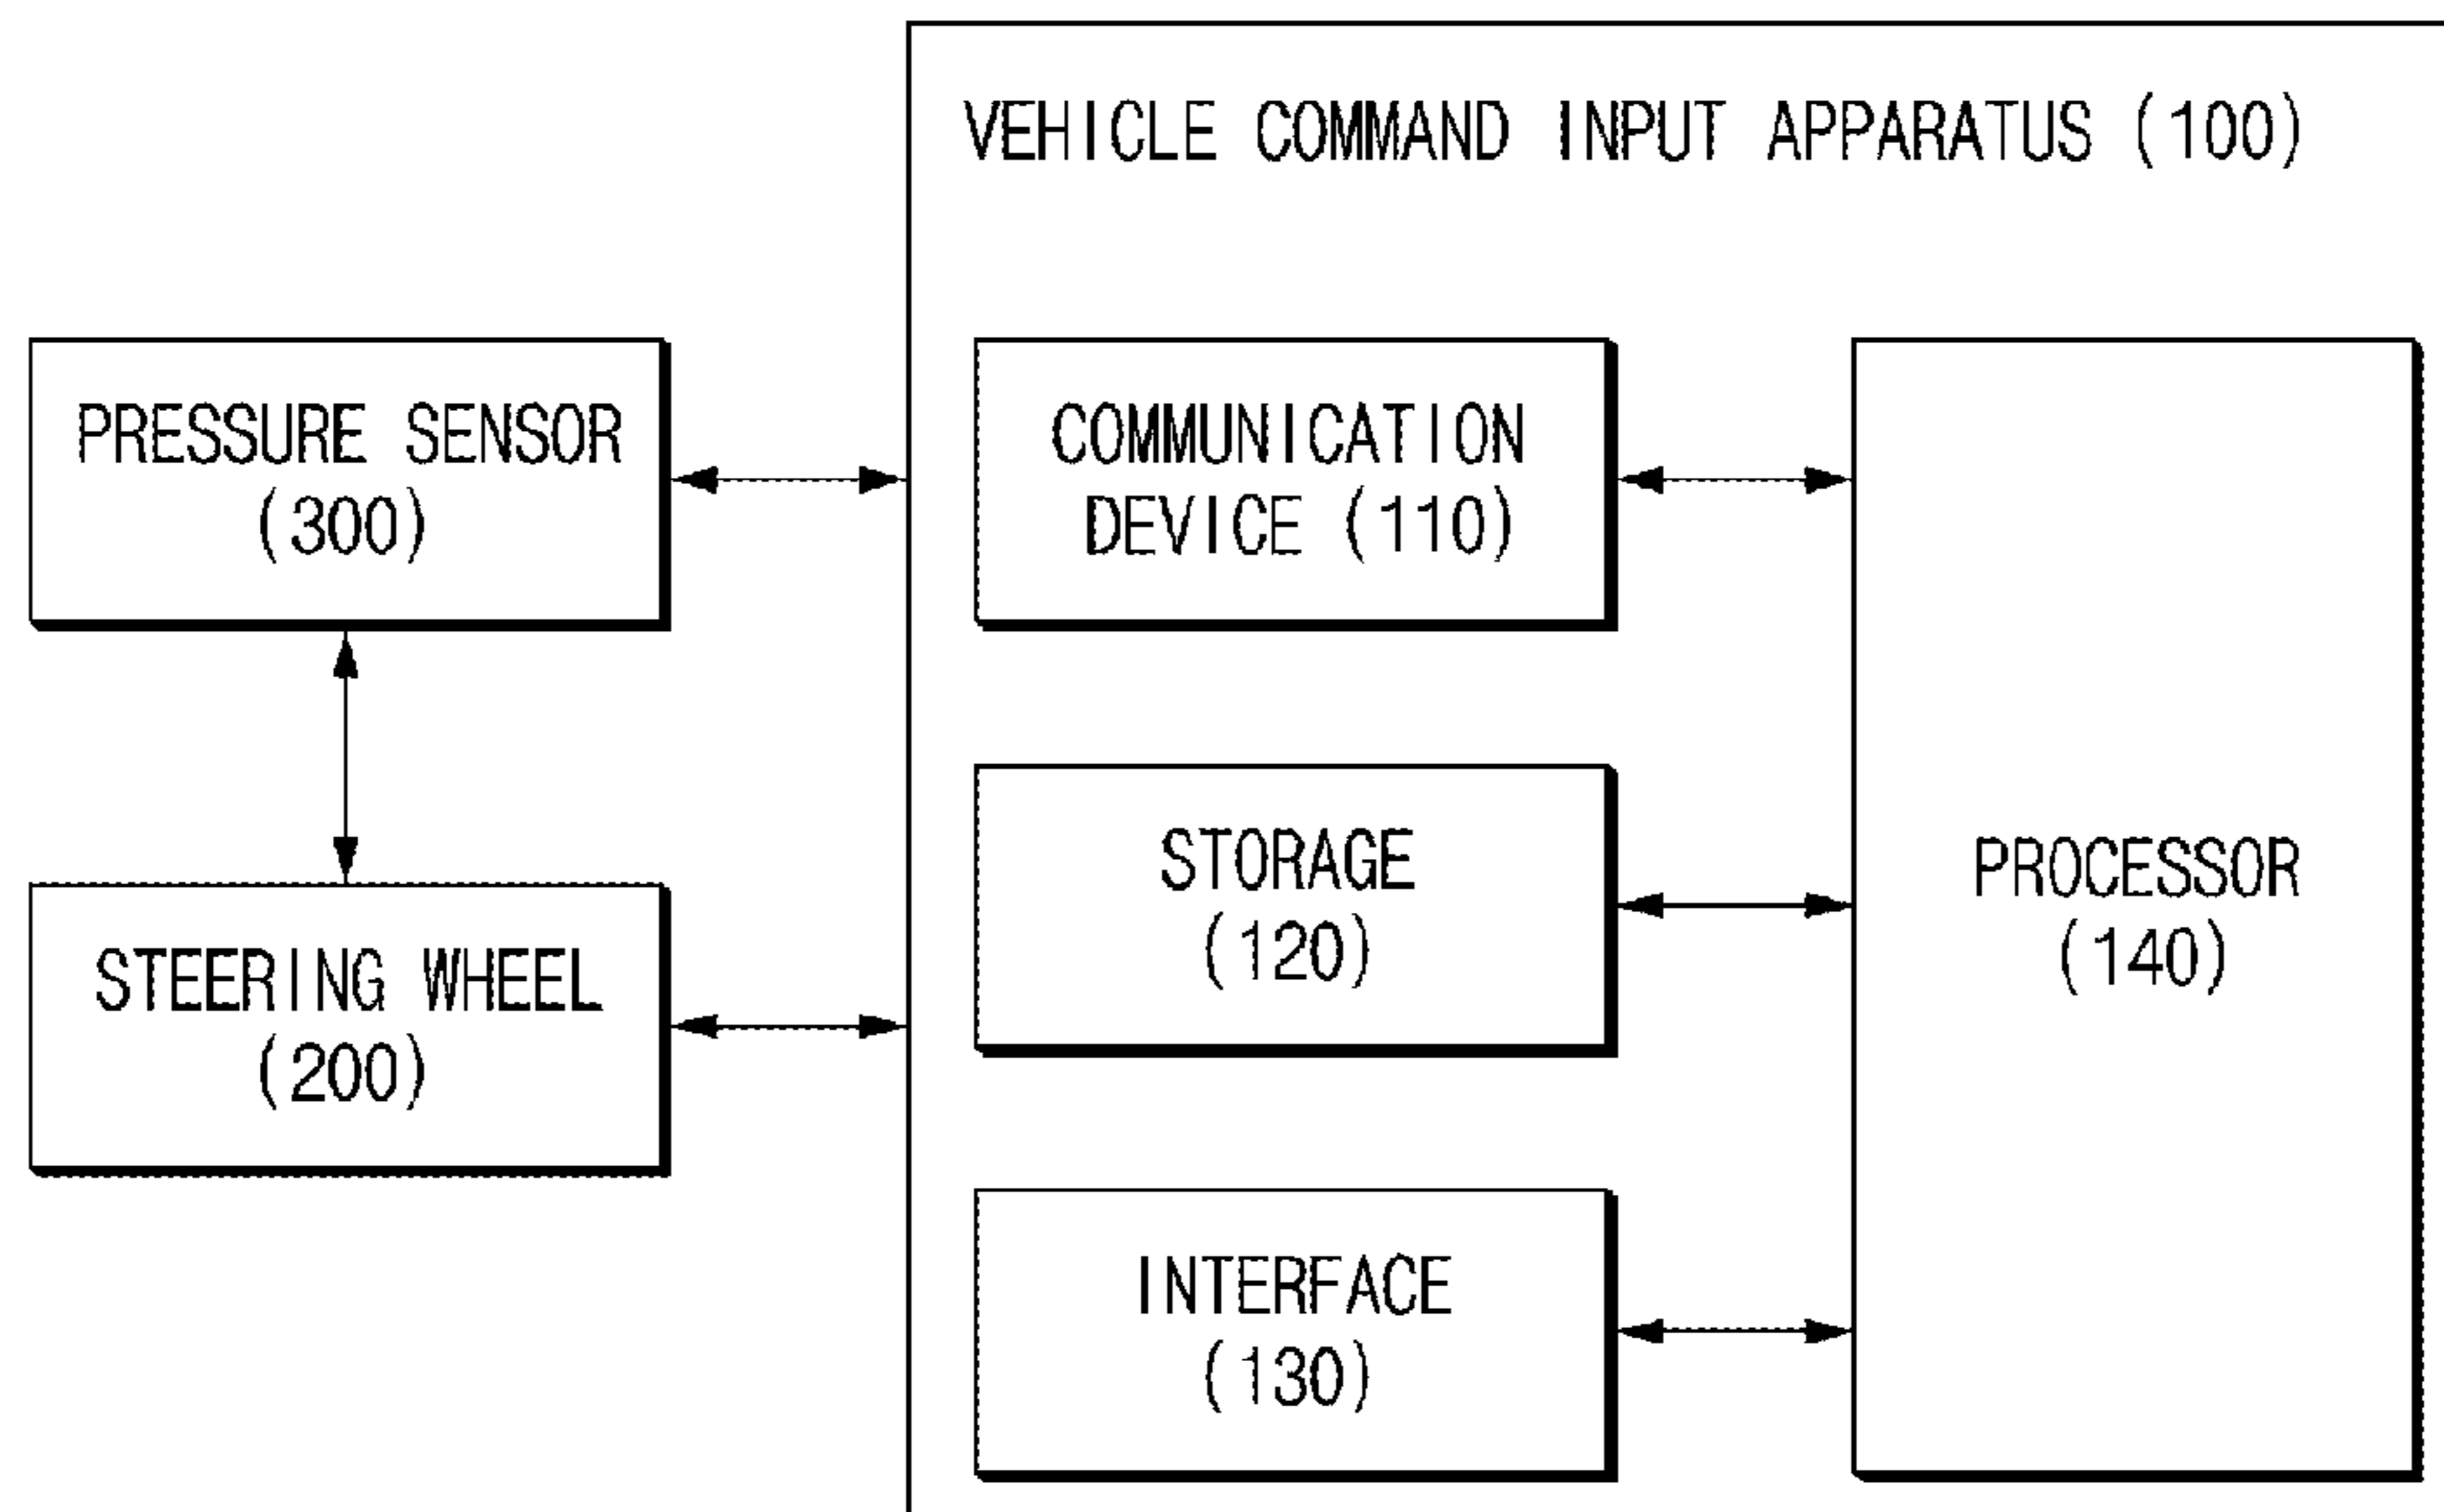 VEHICLE COMMAND INPUT APPARATUS (100)
PRESSURE SENSOR
(300)
STEERING WHEEL
(200)
COMMUNICATION
DEVICE (110)
STORAGE
(120)
INTERFACE
(130)
PROCESSOR
(140)